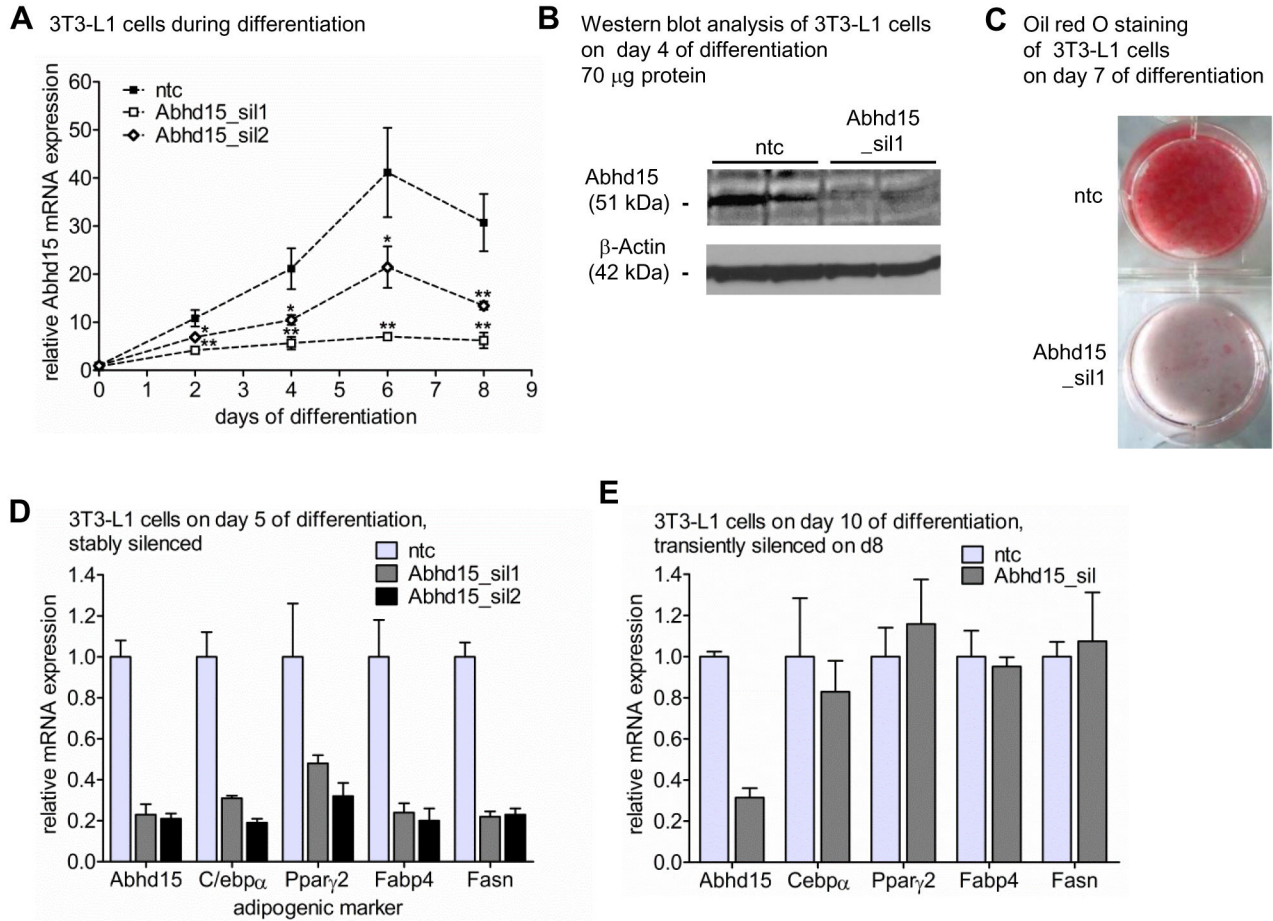 A 3T3-L1 cells during differentiation
relative Abhd15 mRNA expression
60
50
40
30
20
10
0
ntc
Abhd15_sil1
Abhd15_sil2
*
**
*
**
*
**
**
**
0 1 2 3 4 5 6 7 8 9
days of differentiation
B Western blot analysis of 3T3-L1 cells
on day 4 of differentiation
70 μg protein
ntc
Abhd15
_sil1
Abhd15
(51 kDa) -
β-Actin
(42 kDa) -
C Oil red O staining
of 3T3-L1 cells
on day 7 of differentiation
ntc
Abhd15
_sil1
D 3T3-L1 cells on day 5 of differentiation,
stably silenced
ntc
Abhd15_sil1
Abhd15_sil2
relative mRNA expression
1.4
1.2
1.0
0.8
0.6
0.4
0.2
0.0
Abhd15 C/ebpα Pparγ2 Fabp4 Fasn
adipogenic marker
E 3T3-L1 cells on day 10 of differentiation,
transiently silenced on d8
ntc
Abhd15_sil
relative mRNA expression
1.4
1.2
1.0
0.8
0.6
0.4
0.2
0.0
Abhd15 Cebpα Pparγ2 Fabp4 Fasn